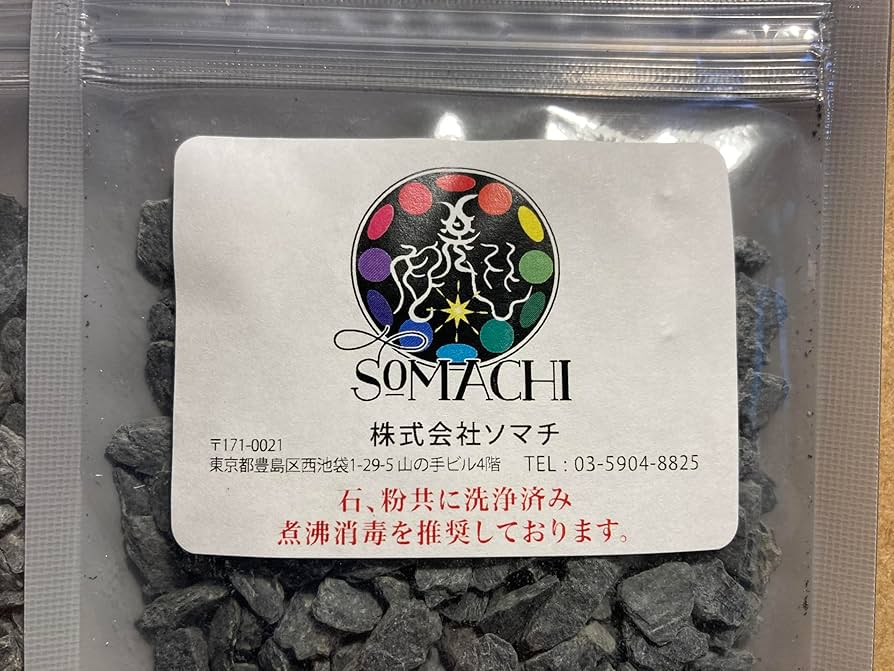 SOMACHI
株式会社ソマチ
〒171-0021
東京都豊島区西池袋1-29-5 山の手ビル4階 TEL : 03-5904-8825
石、粉共に洗浄済み
煮沸消毒を推奨しております。